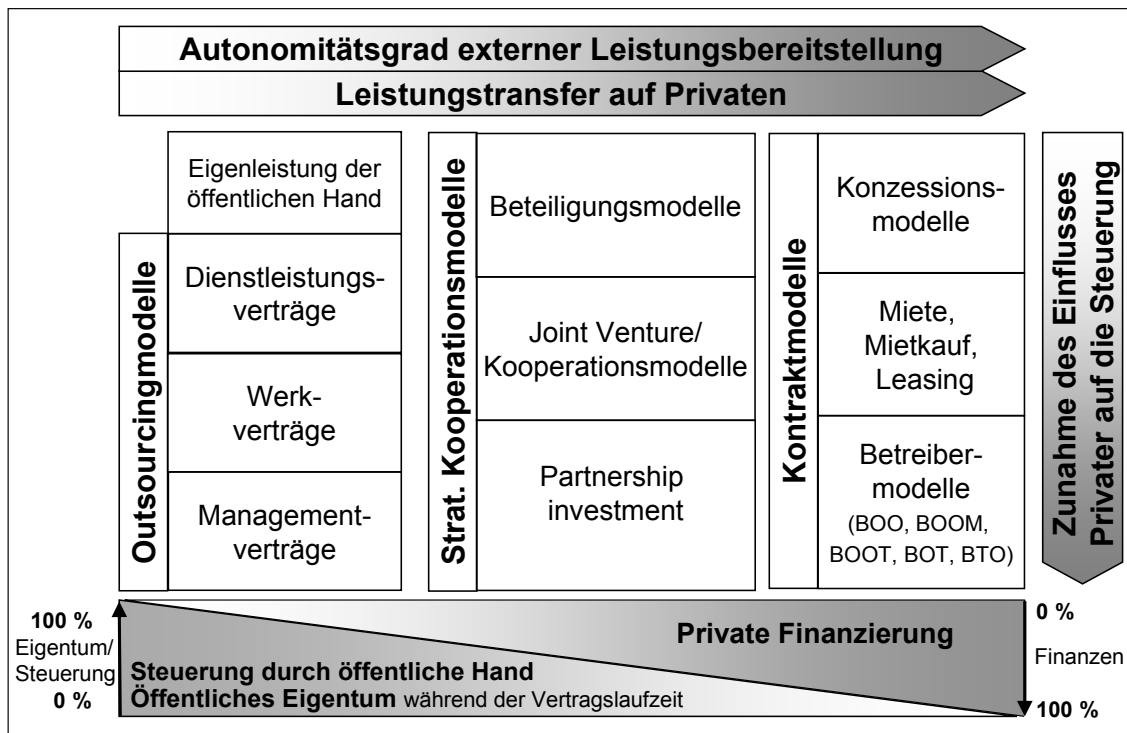 Autonomitätsgrad externer Leistungsbereitstellung
Leistungstransfer auf Privaten
Outsourcingmodelle
Eigenleistung der
öffentlichen Hand
Dienstleistungs-
verträge
Werk-
verträge
Management-
verträge
Strat. Kooperationsmodelle
Beteiligungsmodelle
Joint Venture/
Kooperationsmodelle
Partnership
investment
Kontraktmodelle
Konzessions-
modelle
Miete,
Mietkauf,
Leasing
Betreiber-
modelle
(BOO, BOOM,
BOOT, BOT, BTO)
Zunahme des Einflusses
Privater auf die Steuerung
100 %
Eigentum/
Steuerung
0 %
Steuerung durch öffentliche Hand
Öffentliches Eigentum während der Vertragslaufzeit
Private Finanzierung
0 %
Finanzen
100 %